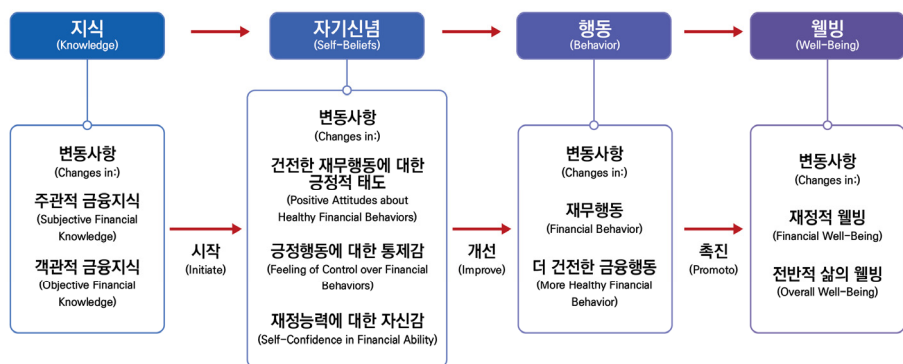 지식
(Knowledge)
자기신념
(Self-Beliefs)
행동
(Behavior)
웰빙
(Well-Being)
변동사항
(Changes in:)
주관적 금융지식
(Subjective Financial
Knowledge)
객관적 금융지식
(Objective Financial
Knowledge)
시작
(Initiate)
변동사항
(Changes in:)
건전한 재무행동에 대한
긍정적 태도
(Positive Attitudes about
Healthy Financial Behaviors)
긍정행동에 대한 통제감
(Feeling of Control over Financial
Behaviors)
재정능력에 대한 자신감
(Self-Confidence in Financial Ability)
개선
(Improve)
변동사항
(Changes in:)
재무행동
(Financial Behavior)
더 건전한 금융행동
(More Healthy Financial
Behavior)
촉진
(Promoto)
변동사항
(Changes in:)
재정적 웰빙
(Financial Well-Being)
전반적 삶의 웰빙
(Overall Well-Being)